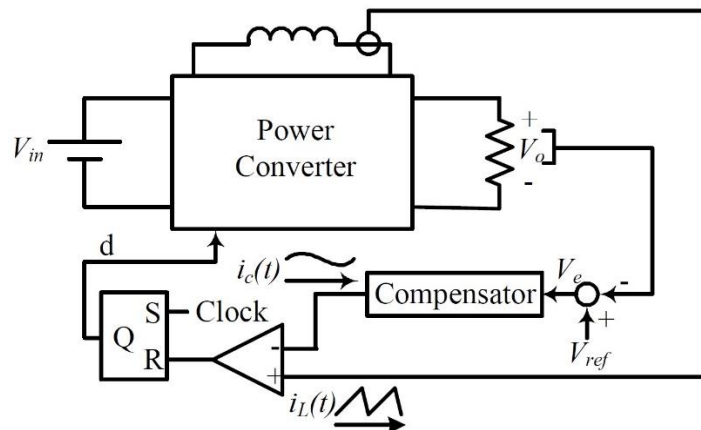 V_in
Power
Converter
+
V_o
-
d
i_c(t)
Compensator
V_e
-
+
V_ref
S
Clock
Q
R
-
+
i_L(t)